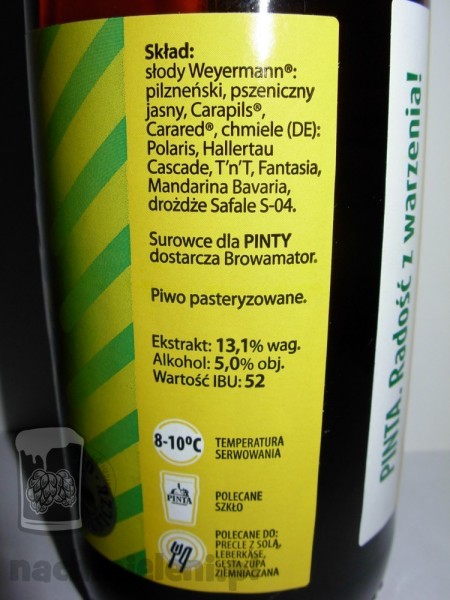 Skład:
słody Weyermann®:
pilzneński, pszeniczny
jasny, Carapils®,
Carared®, chmiele (DE):
Polaris, Hallertau
Cascade, T'n'T, Fantasia,
Mandarina Bavaria,
drożdże Safale S-04.
Surowce dla PINTY
dostarcza Browamator.
Piwo pasteryzowane.
Ekstrakt: 13,1% wag.
Alkohol: 5,0% obj.
Wartość IBU: 52
8-10°C
TEMPERATURA
SERWOWANIA
PINTA
POLECANE
SZKŁO
POLECANE DO:
PRECLE Z SOLĄ,
LEBERKÄSE,
GĘSTA ZUPA
ZIEMNIACZANA
PINTA. Radość z warzenia!